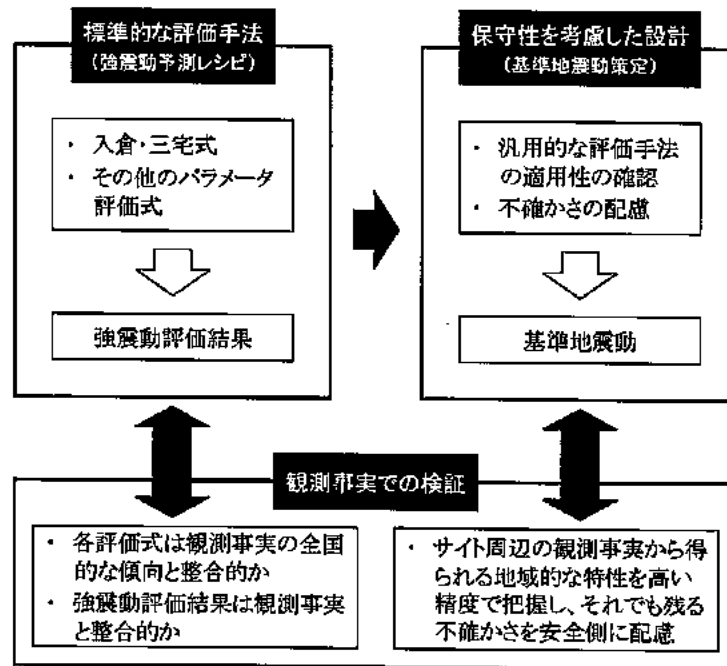 標準的な評価手法
(強震動予測レシピ)
・ 入倉・三宅式
・ その他のパラメータ
評価式
強震動評価結果
保守性を考慮した設計
(基準地震動策定)
・ 汎用的な評価手法
の適用性の確認
・ 不確かさの配慮
基準地震動
観測事実での検証
・ 各評価式は観測事実の全国
的な傾向と整合的か
・ 強震動評価結果は観測事実
と整合的か
・ サイト周辺の観測事実から得
られる地域的な特性を高い
精度で把握し、それでも残る
不確かさを安全側に配慮